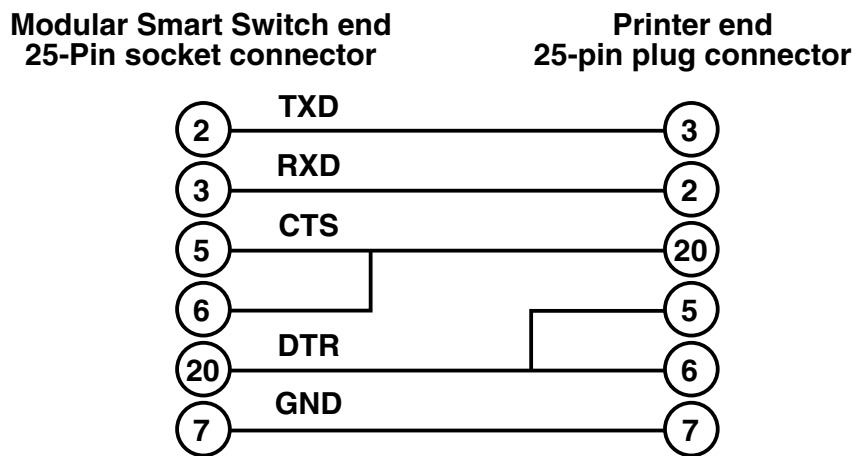 Modular Smart Switch end
25-Pin socket connector
Printer end
25-pin plug connector
TXD
2
3
RXD
3
2
CTS
5
20
6
5
DTR
20
6
GND
7
7